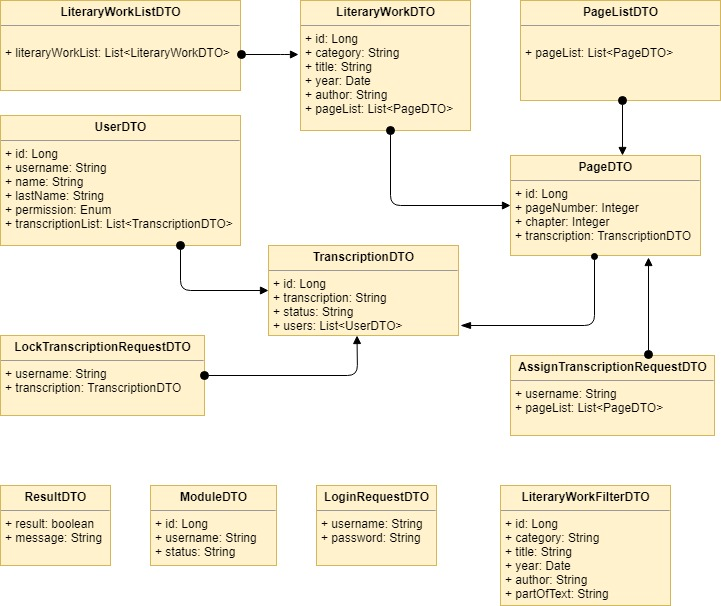 LiteraryWorkListDTO
+ literaryWorkList: List<LiteraryWorkDTO>
LiteraryWorkDTO
+ id: Long
+ category: String
+ title: String
+ year: Date
+ author: String
+ pageList: List<PageDTO>
PageListDTO
+ pageList: List<PageDTO>
UserDTO
+ id: Long
+ username: String
+ name: String
+ lastName: String
+ permission: Enum
+ transcriptionList: List<TranscriptionDTO>
PageDTO
+ id: Long
+ pageNumber: Integer
+ chapter: Integer
+ transcription: TranscriptionDTO
TranscriptionDTO
+ id: Long
+ transcription: String
+ status: String
+ users: List<UserDTO>
LockTranscriptionRequestDTO
+ username: String
+ transcription: TranscriptionDTO
AssignTranscriptionRequestDTO
+ username: String
+ pageList: List<PageDTO>
ResultDTO
+ result: boolean
+ message: String
ModuleDTO
+ id: Long
+ username: String
+ status: String
LoginRequestDTO
+ username: String
+ password: String
LiteraryWorkFilterDTO
+ id: Long
+ category: String
+ title: String
+ year: Date
+ author: String
+ partOfText: String